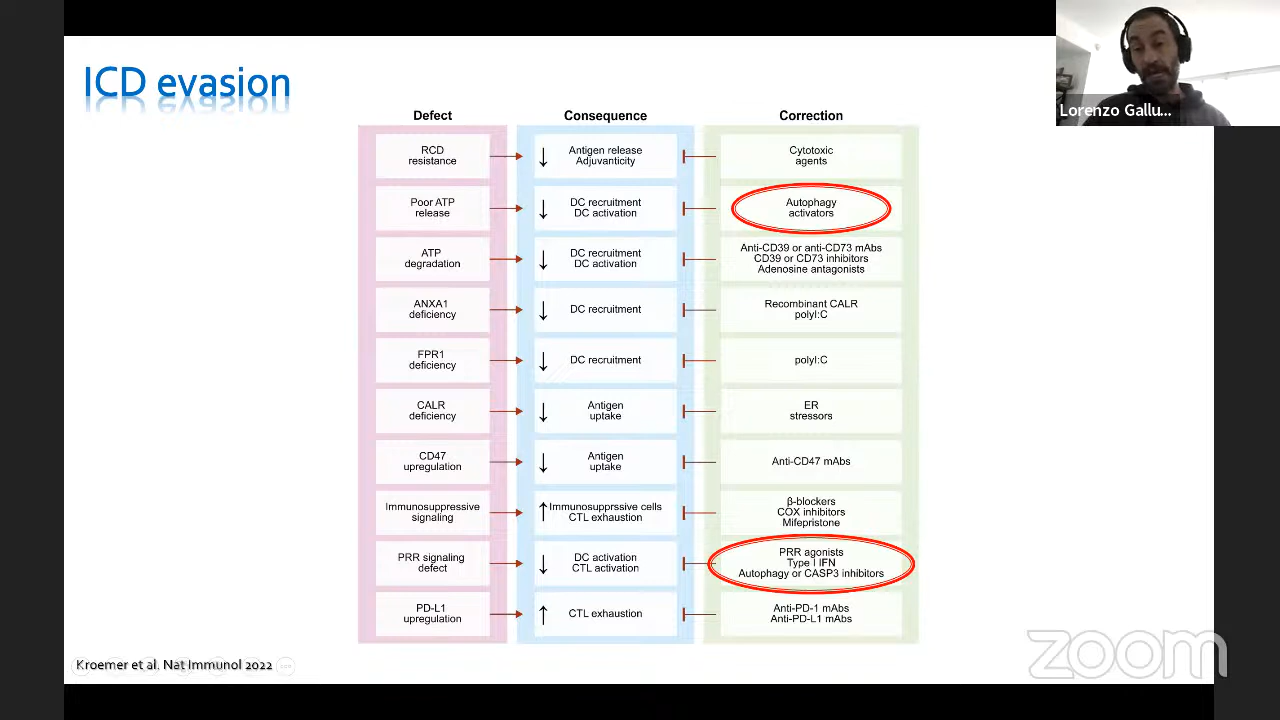 ICD evasion
Lorenzo Gallu...
Defect
Consequence
Correction
RCD
resistance
Antigen release
Adjuvanticity
Cytotoxic
agents
Poor ATP
release
DC recruitment
DC activation
Autophagy
activators
ATP
degradation
DC recruitment
DC activation
Anti-CD39 or anti-CD73 mAbs
CD39 or CD73 inhibitors
Adenosine antagonists
ANXA1
deficiency
DC recruitment
Recombinant CALR
polyI:C
FPR1
deficiency
DC recruitment
polyI:C
CALR
deficiency
Antigen
uptake
ER
stressors
CD47
upregulation
Antigen
uptake
Anti-CD47 mAbs
Immunosuppressive
signaling
Immunosupprssive cells
CTL exhaustion
β-blockers
COX inhibitors
Mifepristone
PRR signaling
defect
DC activation
CTL activation
PRR agonists
Type I IFN
Autophagy or CASP3 inhibitors
PD-L1
upregulation
CTL exhaustion
Anti-PD-1 mAbs
Anti-PD-L1 mAbs
Kroemer et al. Nat Immunol 2022
zoom